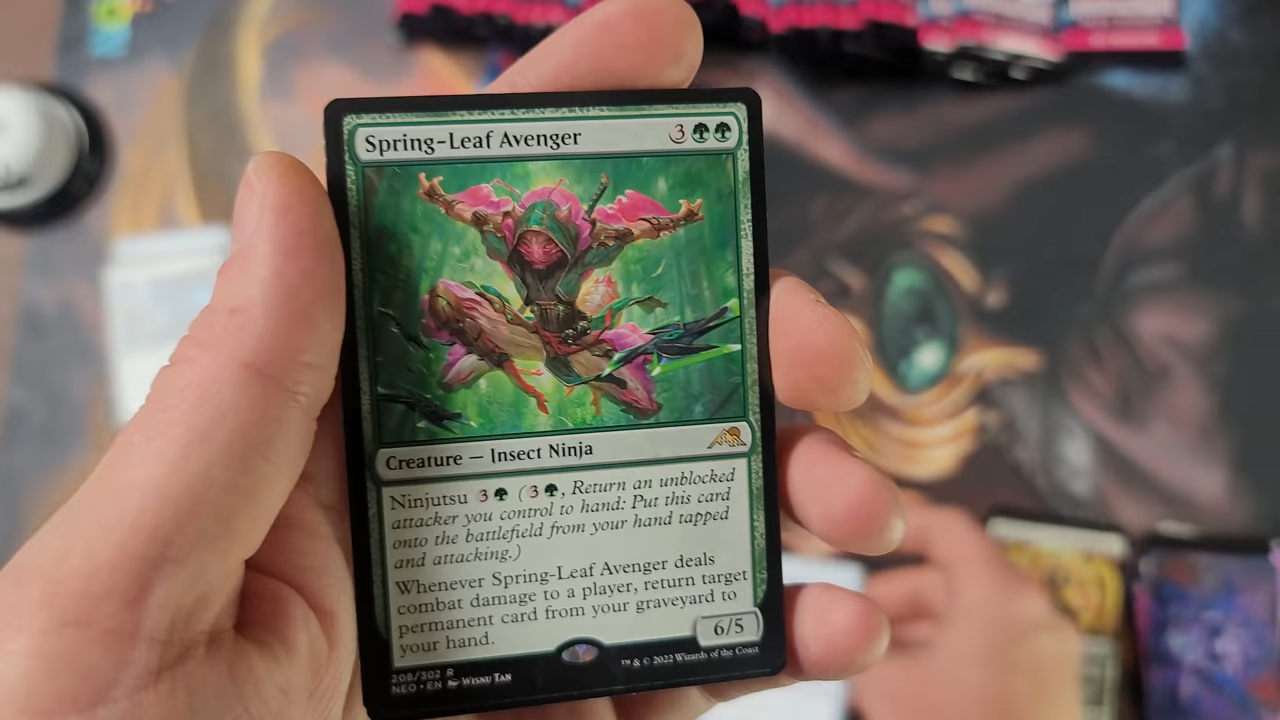 Spring-Leaf Avenger 3
Creature — Insect Ninja
Ninjutsu 3 (3, Return an unblocked
attacker you control to hand: Put this card
onto the battlefield from your hand tapped
and attacking.)
Whenever Spring-Leaf Avenger deals
combat damage to a player, return target
permanent card from your graveyard to
your hand.
6/5
208/302 R
NEO • EN Wisnu Tan
™ & © 2022 Wizards of the Coast